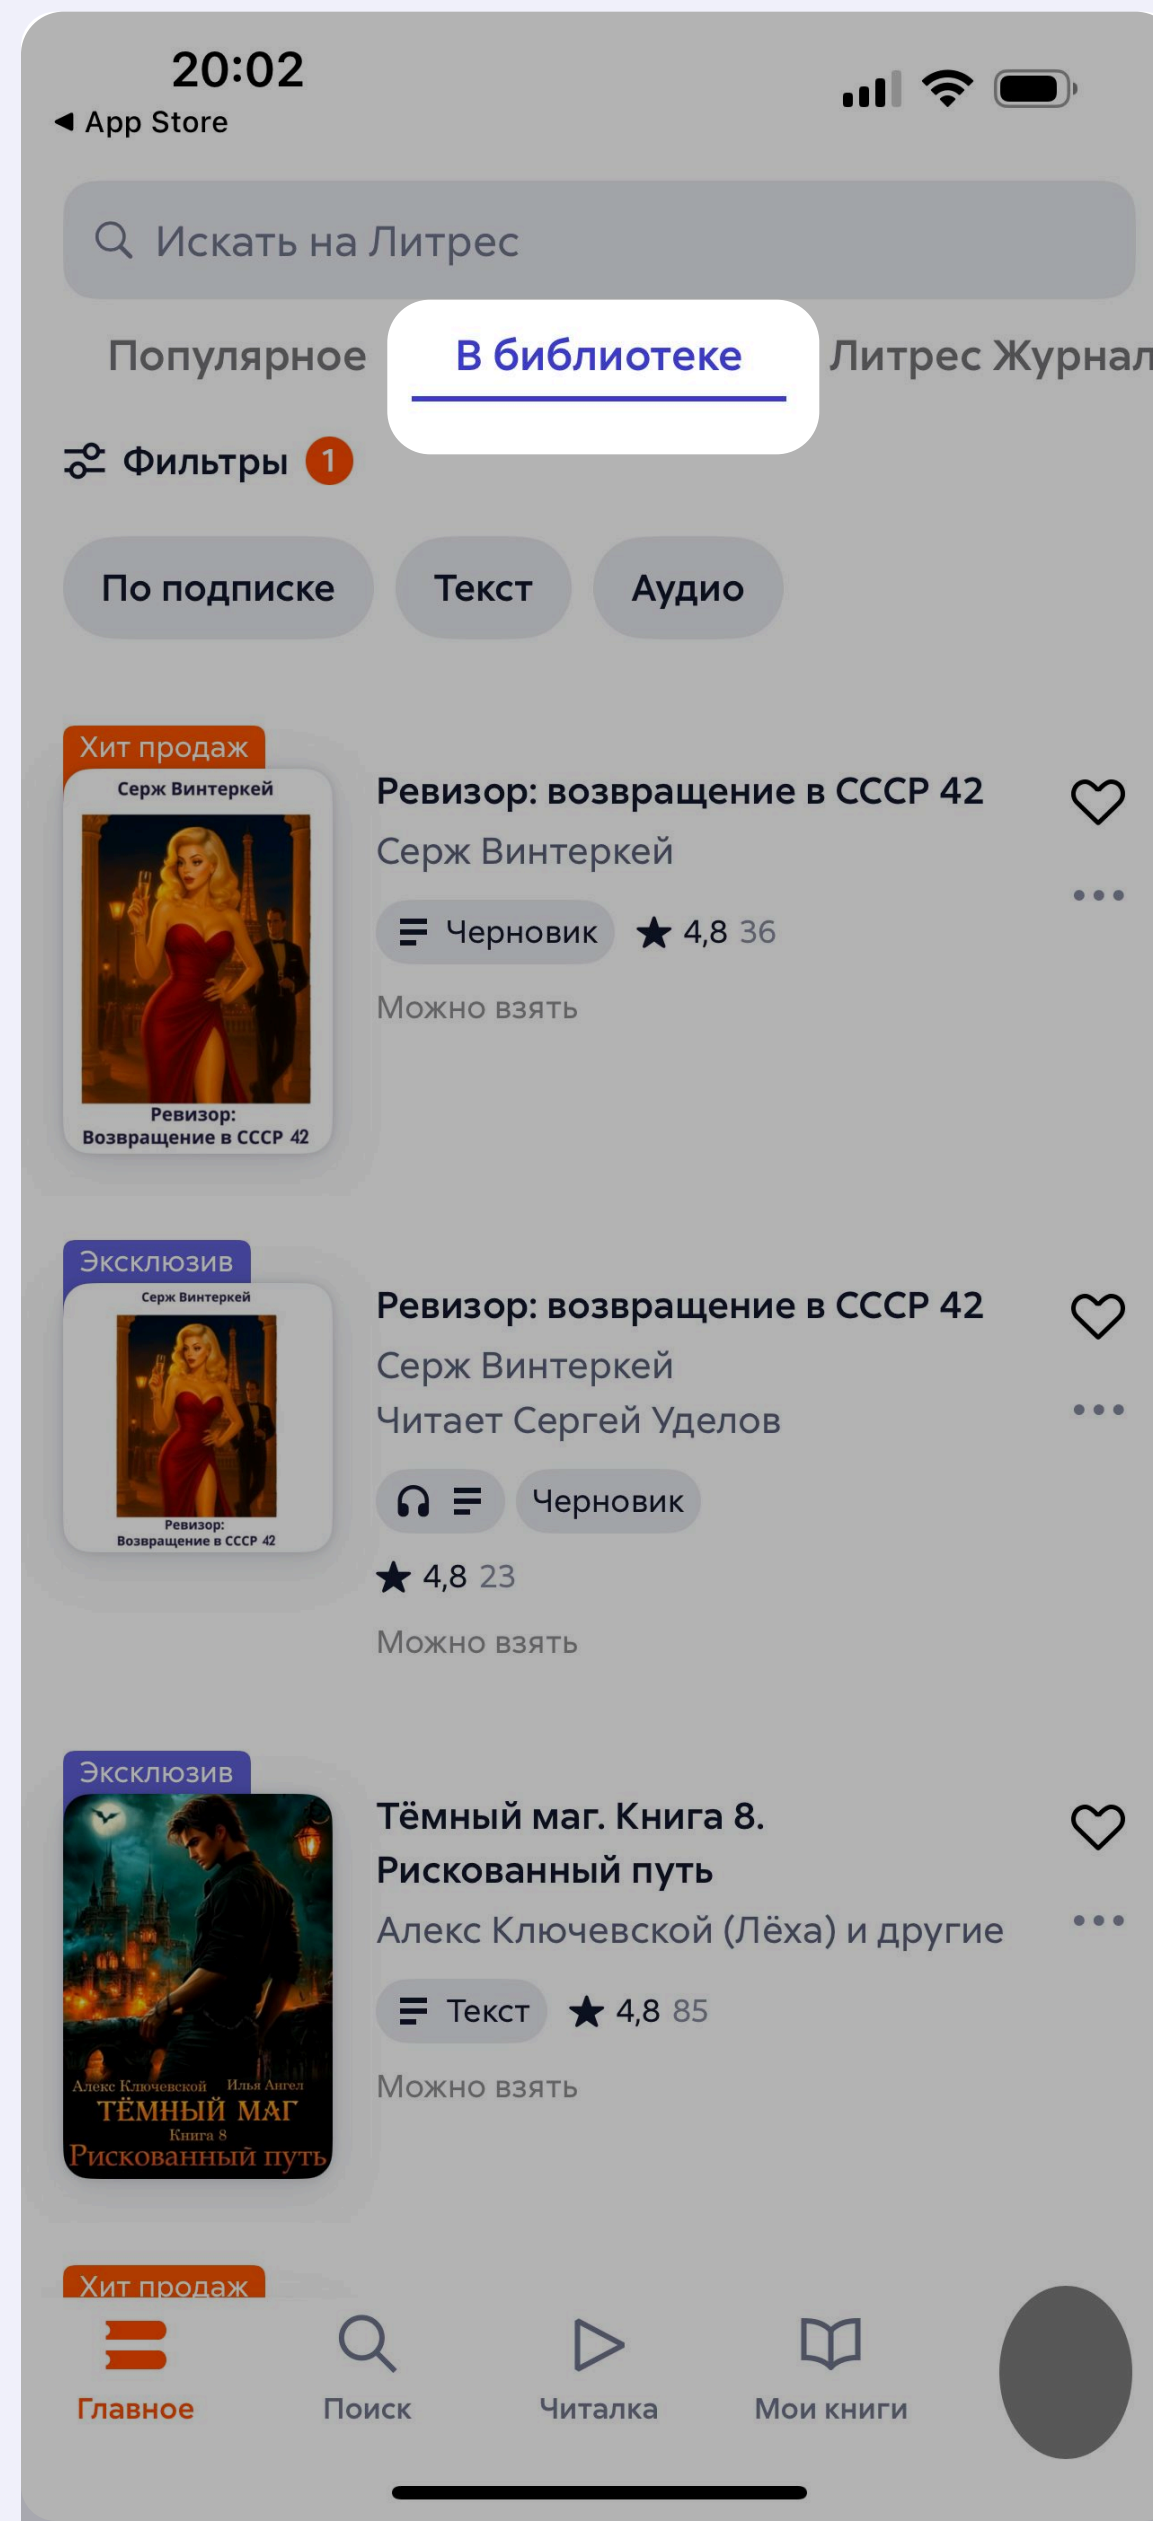 20:02
◀ App Store
Искать на Литрес
Популярное В библиотеке Литрес Журнал
Фильтры 1
По подписке Текст Аудио
Хит продаж
Серж Винтеркей
Ревизор:
Возвращение в СССР 42
Ревизор: возвращение в СССР 42
Серж Винтеркей
Черновик ★ 4,8 36
Можно взять
Эксклюзив
Серж Винтеркей
Ревизор:
Возвращение в СССР 42
Ревизор: возвращение в СССР 42
Серж Винтеркей
Читает Сергей Уделов
Черновик
★ 4,8 23
Можно взять
Эксклюзив
Алекс Ключевской Илья Ангел
ТЁМНЫЙ МАГ
Книга 8
Рискованный путь
Тёмный маг. Книга 8.
Рискованный путь
Алекс Ключевской (Лёха) и другие
Текст ★ 4,8 85
Можно взять
Хит продаж
Главное Поиск Читалка Мои книги